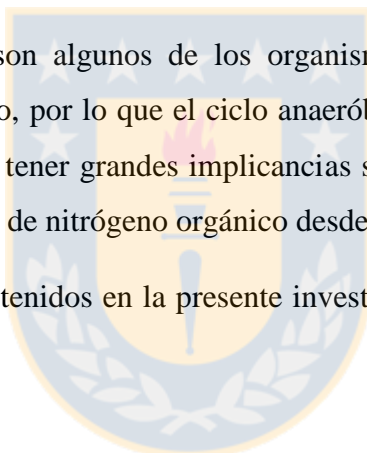 son algunos de los organism
o, por lo que el ciclo anaerób
tener grandes implicancias s
de nitrógeno orgánico desde
tenidos en la presente invest